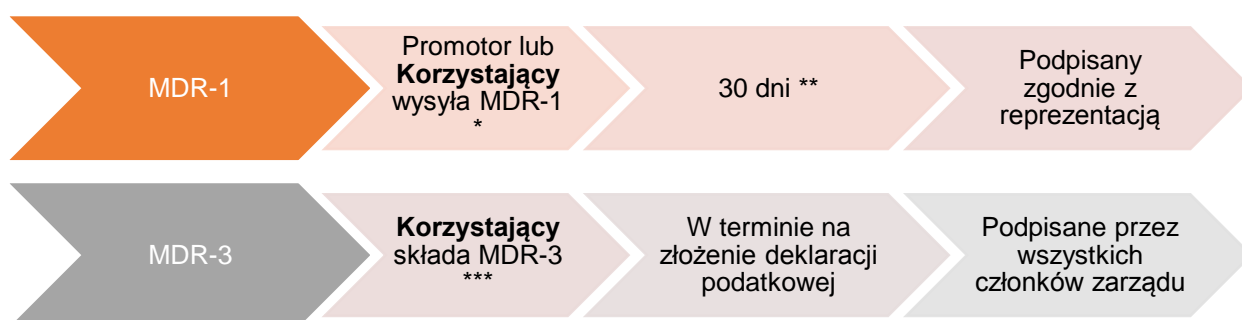 MDR-1
Promotor lub
Korzystający
wysyła MDR-1
*
30 dni **
Podpisany
zgodnie z
reprezentacją
MDR-3
Korzystający
składa MDR-3
***
W terminie na
złożenie deklaracji
podatkowej
Podpisane przez
wszystkich
członków zarządu